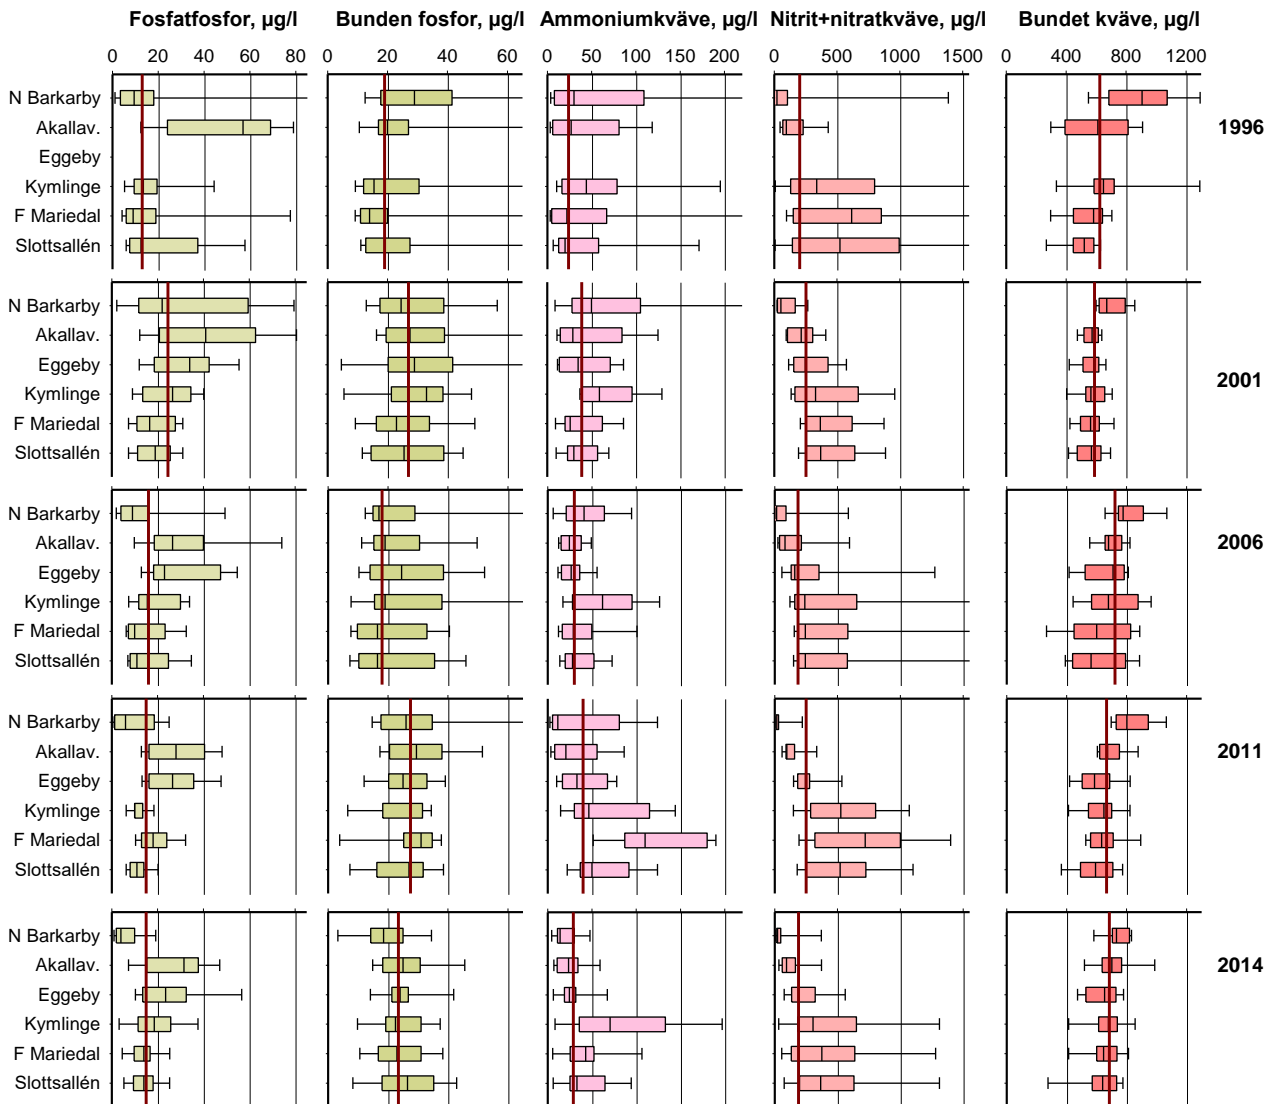 Fosfatfosfor, µg/l Bunden fosfor, µg/l Ammoniumkväve, µg/l Nitrit+nitratkväve, µg/l Bundet kväve, µg/l
0 20 40 60 80 0 20 40 60 0 50 100 150 200 0 500 1000 1500 0 400 800 1200
N Barkarby
Akallav.
1996
Eggeby
Kymlinge
F Mariedal
Slottsallén
N Barkarby
Akallav.
Eggeby
2001
Kymlinge
F Mariedal
Slottsallén
N Barkarby
Akallav.
2006
Eggeby
Kymlinge
F Mariedal
Slottsallén
N Barkarby
Akallav.
2011
Eggeby
Kymlinge
F Mariedal
Slottsallén
N Barkarby
Akallav.
2014
Eggeby
Kymlinge
F Mariedal
Slottsallén